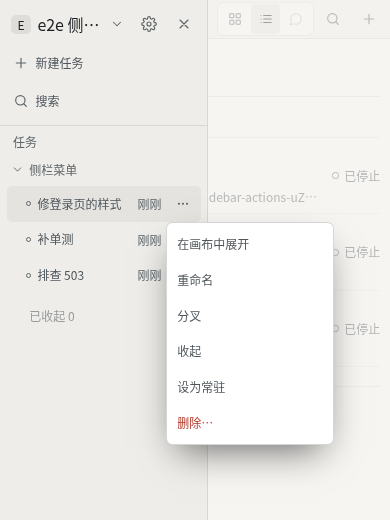 E e2e 侧…
新建任务
搜索
任务
侧栏菜单
修登录页的样式 刚刚 …
补单测 刚刚
排查 503 刚刚
已收起 0
已停止
debar-actions-uZ…
已停止
已停止
在画布中展开
重命名
分叉
收起
设为常驻
删除…